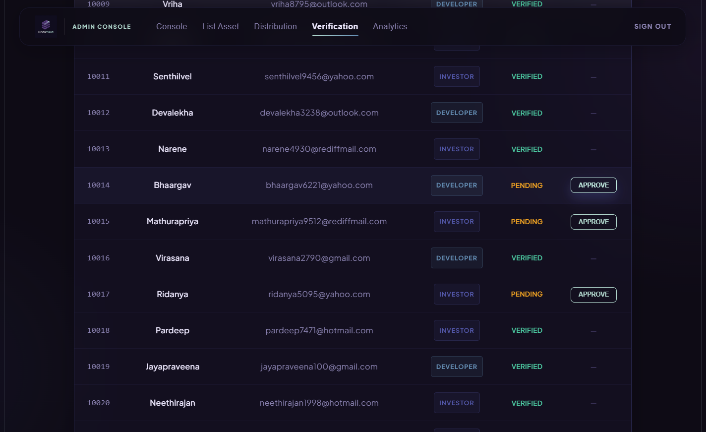 10009 Vriha vriha8795@outlook.com DEVELOPER VERIFIED
ADMIN CONSOLE Console List Asset Distribution Verification Analytics SIGN OUT
10011 Senthilvel senthilvel9456@yahoo.com INVESTOR VERIFIED —
10012 Devalekha devalekha3238@outlook.com DEVELOPER VERIFIED —
10013 Narene narene4930@rediffmail.com INVESTOR VERIFIED —
10014 Bhaargav bhaargav6221@yahoo.com DEVELOPER PENDING APPROVE
10015 Mathurapriya mathurapriya9512@rediffmail.com INVESTOR PENDING APPROVE
10016 Virasana virasana2790@gmail.com DEVELOPER VERIFIED —
10017 Ridanya ridanya5095@yahoo.com INVESTOR PENDING APPROVE
10018 Pardeep pardeep7471@hotmail.com INVESTOR VERIFIED —
10019 Jayapraveena jayapraveena100@gmail.com DEVELOPER VERIFIED —
10020 Neethirajan neethirajan1998@hotmail.com INVESTOR VERIFIED —